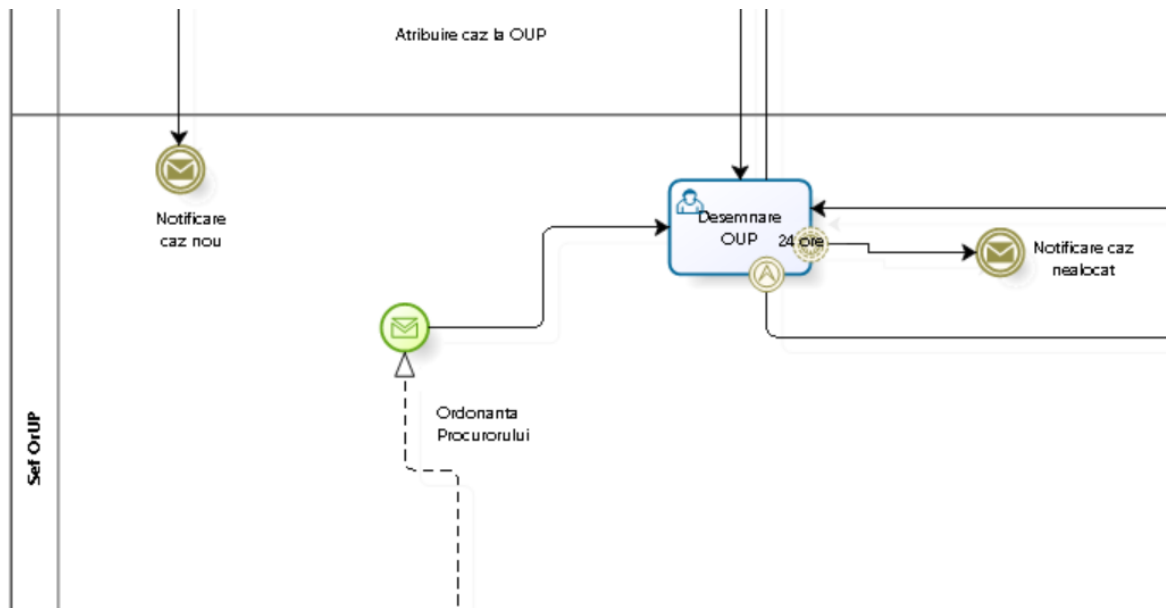 Atribuire caz la OUP
Notificare
caz nou
Desemnare
OUP
24 ore
Notificare caz
nealocat
Ordonanta
Procurorului
Sef OrUP